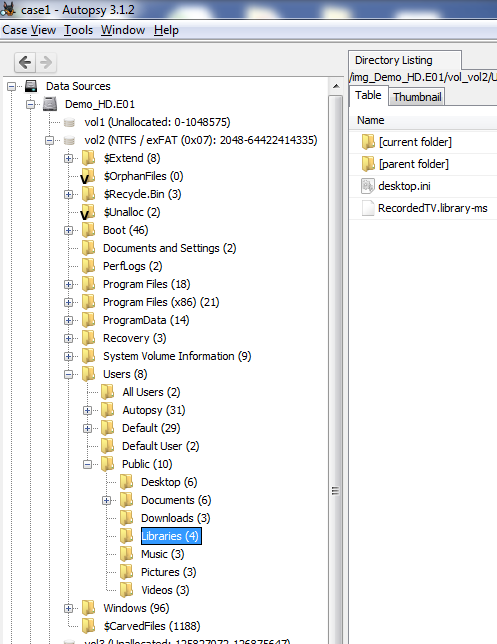 case1 - Autopsy 3.1.2
Case View Tools Window Help
Data Sources
Demo_HD.E01
vol1 (Unallocated: 0-1048575)
vol2 (NTFS / exFAT (0x07): 2048-64422414335)
$Extend (8)
$OrphanFiles (0)
$Recycle.Bin (3)
$Unalloc (2)
Boot (46)
Documents and Settings (2)
PerfLogs (2)
Program Files (18)
Program Files (x86) (21)
ProgramData (14)
Recovery (3)
System Volume Information (9)
Users (8)
All Users (2)
Autopsy (31)
Default (29)
Default User (2)
Public (10)
Desktop (6)
Documents (6)
Downloads (3)
Libraries (4)
Music (3)
Pictures (3)
Videos (3)
Windows (96)
$CarvedFiles (1188)
Directory Listing
/img_Demo_HD.E01/vol_vol2/U
Table
Thumbnail
Name
[current folder]
[parent folder]
desktop.ini
RecordedTV.library-ms